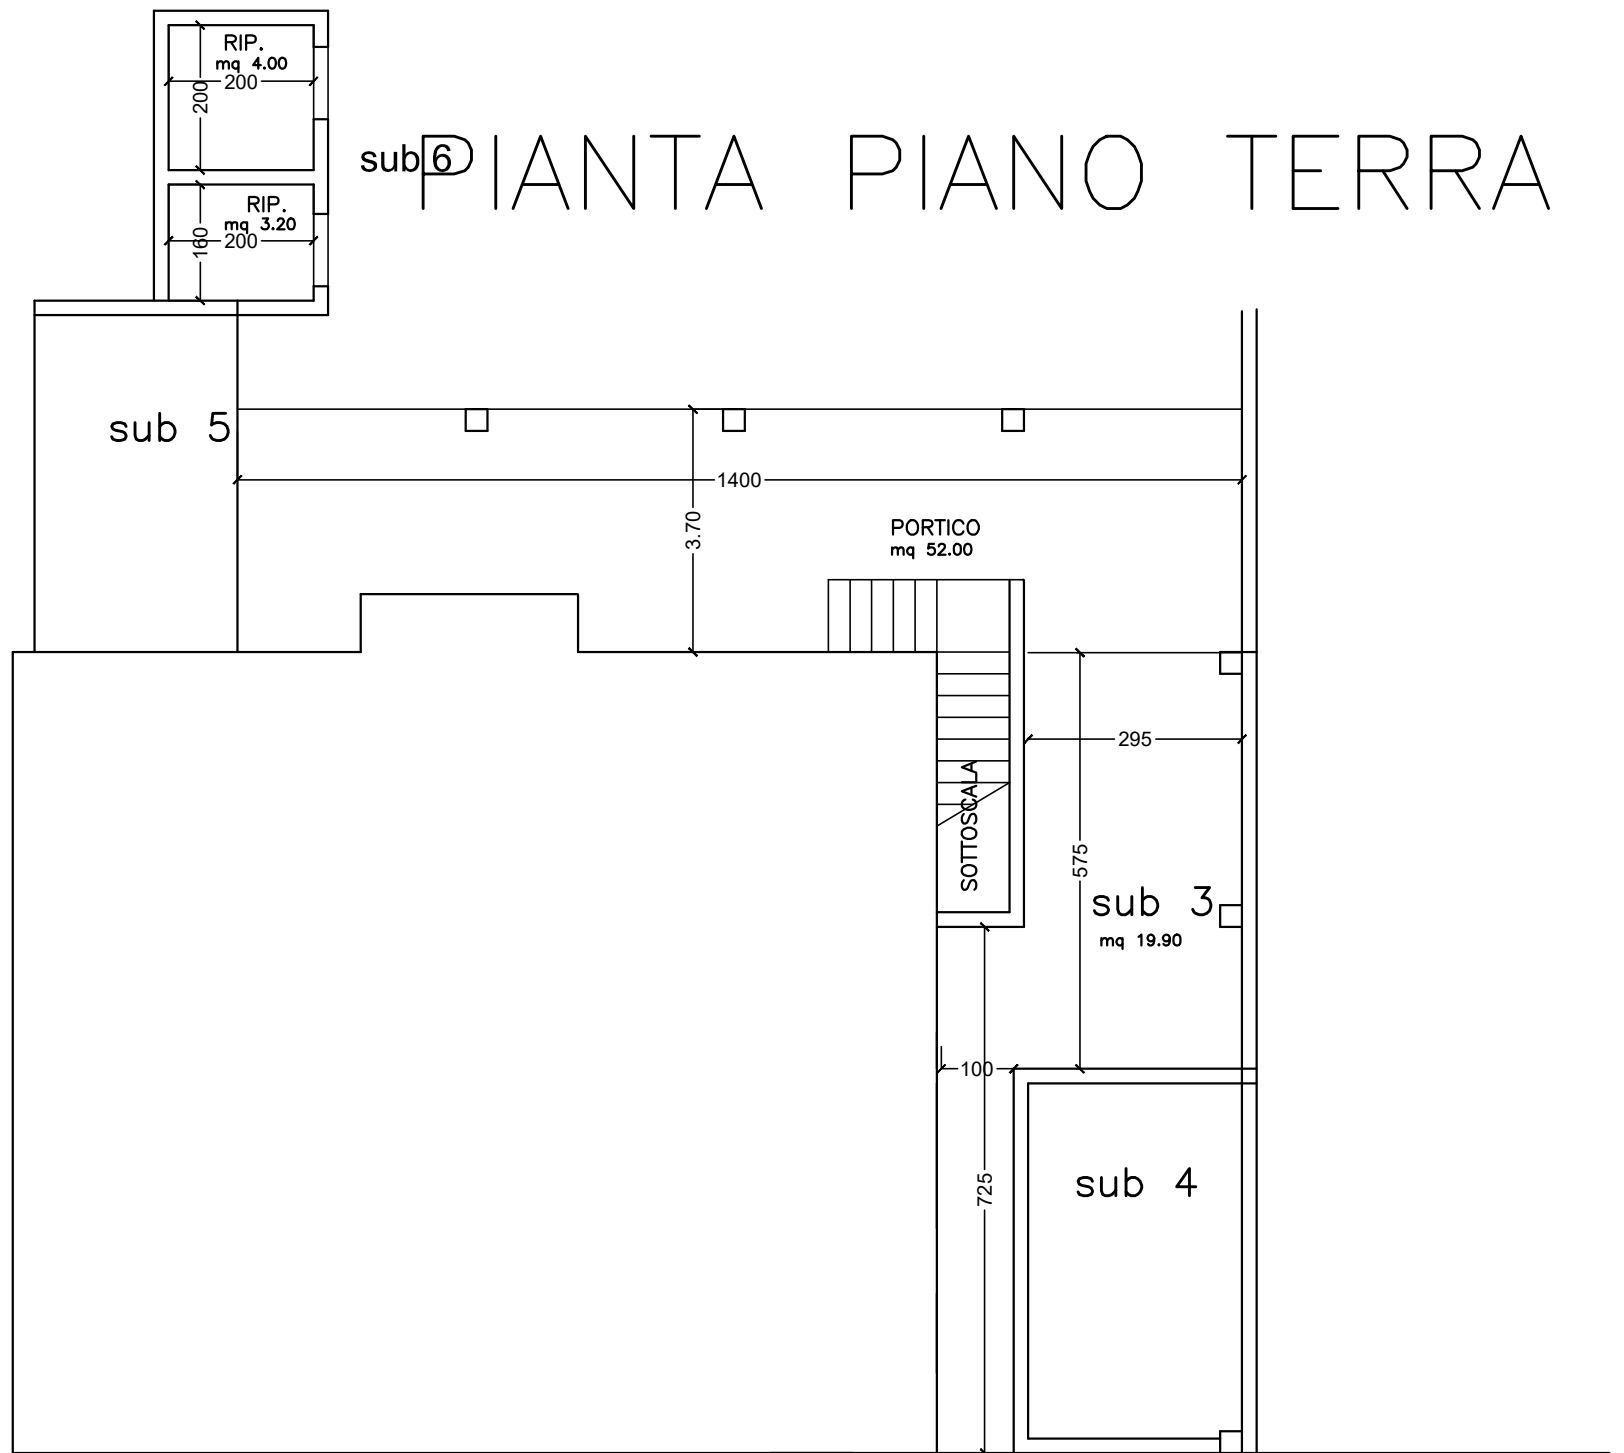 RIP.
mq 4.00
200
200
sub 6
PIANTA PIANO TERRA
RIP.
mq 3.20
200
160
sub 5
1400
3.70
PORTICO
mq 52.00
295
SOTTOSCALA
575
sub 3
mq 19.90
100
725
sub 4